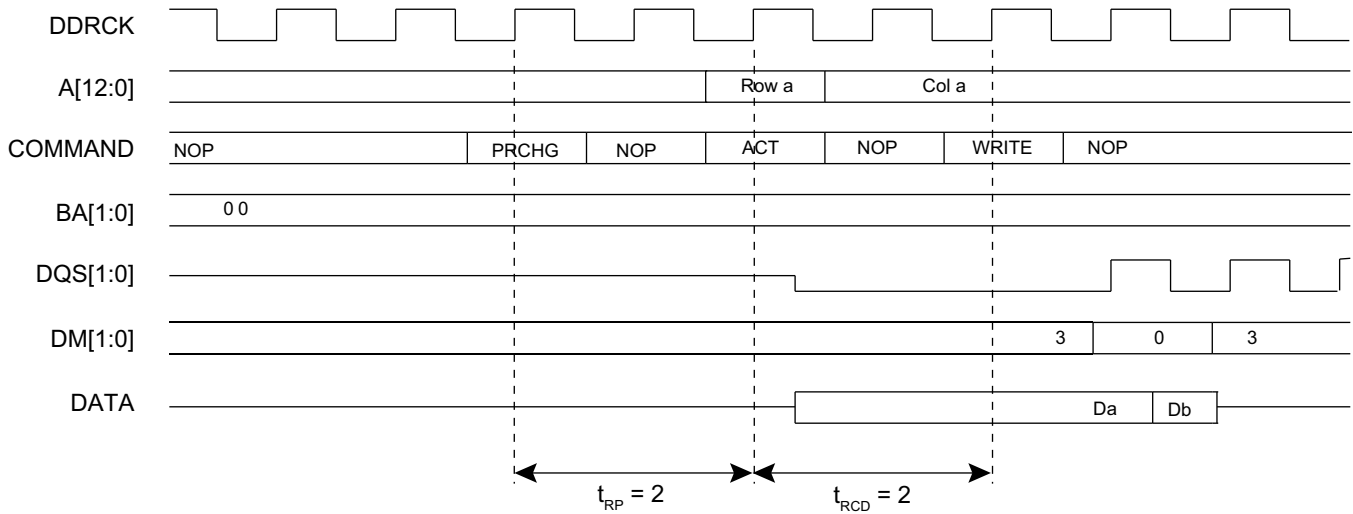 DDRCK
A[12:0] Row a Col a
COMMAND NOP PRCHG NOP ACT NOP WRITE NOP
BA[1:0] 0 0
DQS[1:0]
DM[1:0] 3 0 3
DATA Da Db
tRP = 2 tRCD = 2